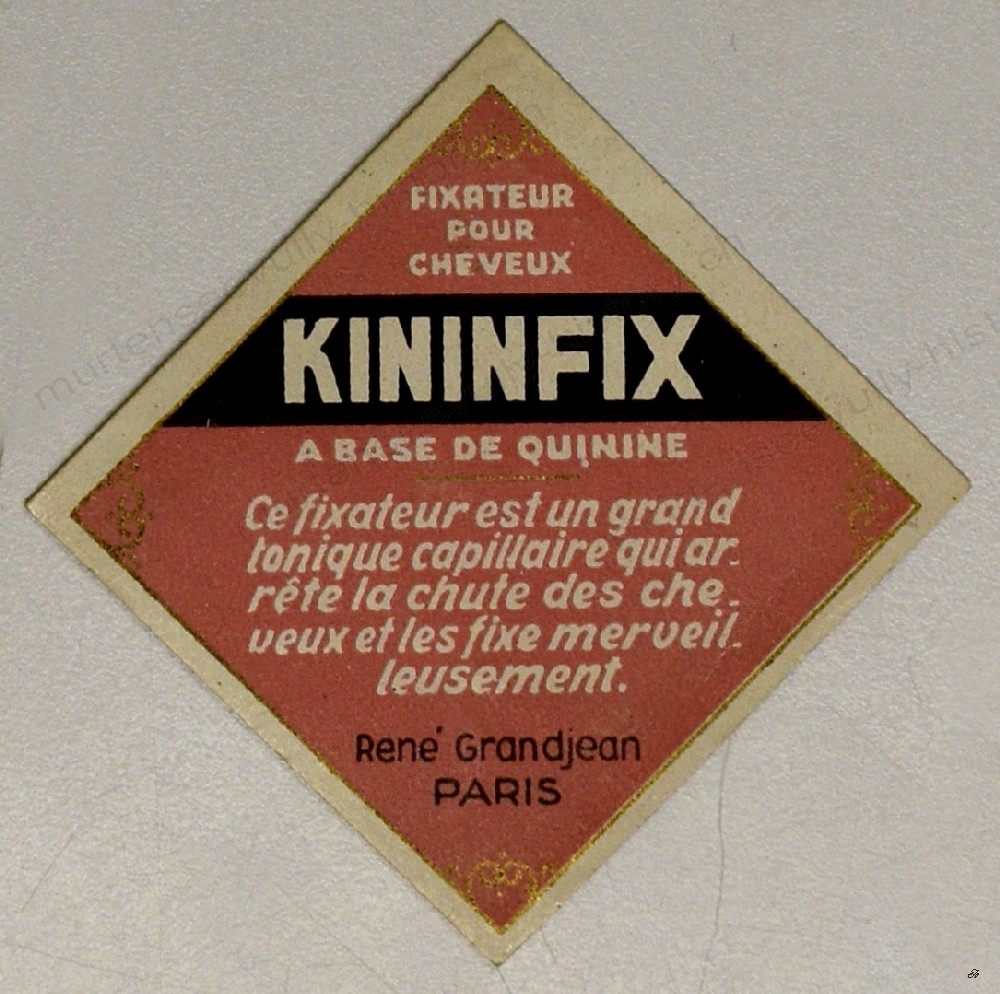 FIXATEUR
POUR
CHEVEUX
KININFIX
A BASE DE QUININE
Ce fixateur est un grand
tonique capillaire qui ar-
rête la chute des che-
veux et les fixe merveil-
leusement.
René Grandjean
PARIS